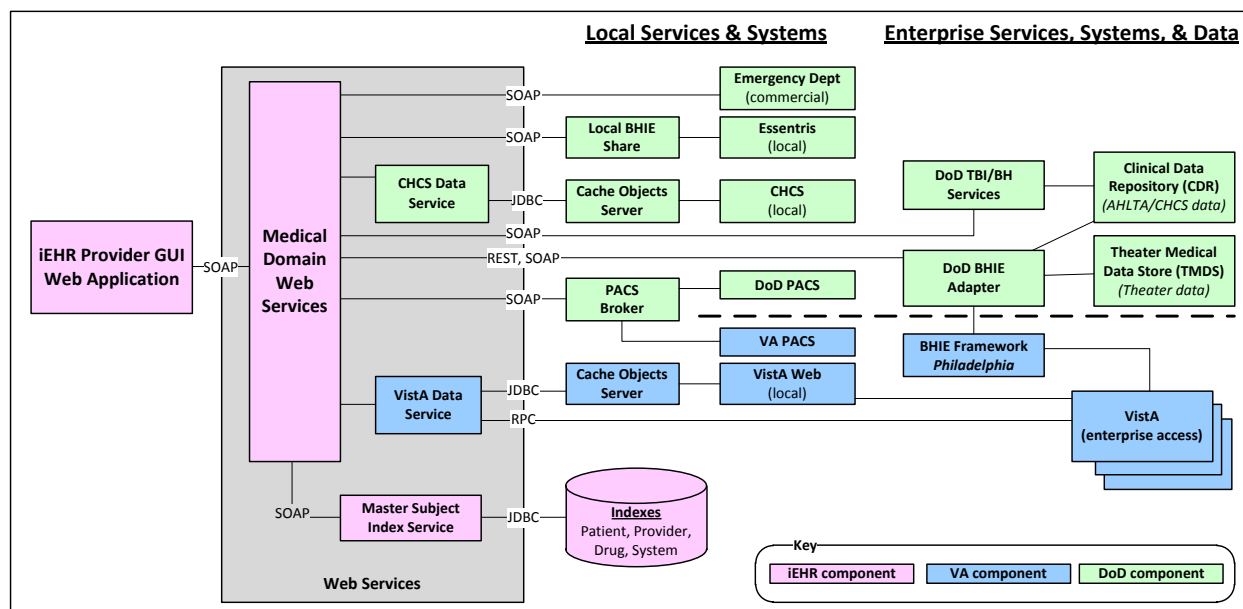 Local Services & Systems
Enterprise Services, Systems, & Data
Emergency Dept
(commercial)
SOAP
Local BHIE
Share
Essentris
(local)
SOAP
CHCS Data
Service
JDBC
Cache Objects
Server
CHCS
(local)
DoD TBI/BH
Services
Clinical Data
Repository (CDR)
(AHLTA/CHCS data)
SOAP
iEHR Provider GUI
Web Application
SOAP
Medical
Domain
Web
Services
REST, SOAP
DoD BHIE
Adapter
Theater Medical
Data Store (TMDS)
(Theater data)
SOAP
PACS
Broker
DoD PACS
VA PACS
BHIE Framework
Philadelphia
VistA Data
Service
JDBC
Cache Objects
Server
VistA Web
(local)
RPC
VistA
(enterprise access)
SOAP
Master Subject
Index Service
JDBC
Indexes
Patient, Provider,
Drug, System
Web Services
Key
iEHR component
VA component
DoD component